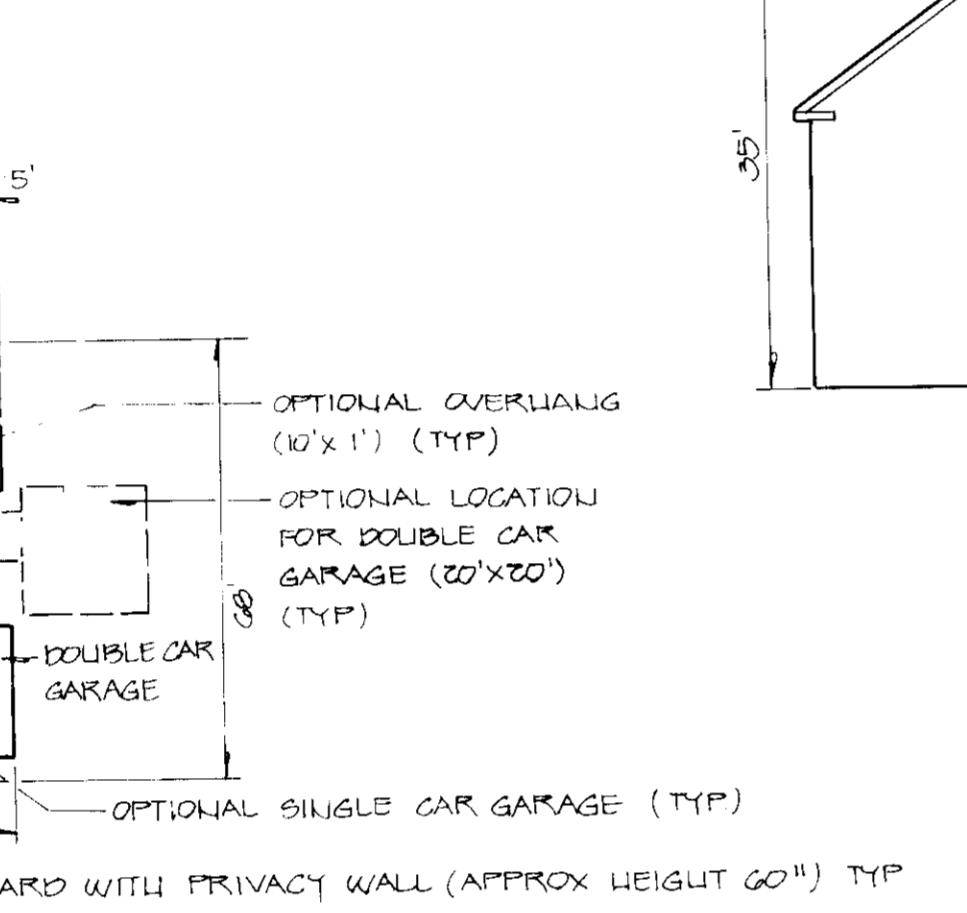 5'
35'
OPTIONAL OVERHANG
(10'X 1') (TYP)
OPTIONAL LOCATION
FOR DOUBLE CAR
GARAGE (20'X20')
(TYP)
68'
DOUBLE CAR
GARAGE
OPTIONAL SINGLE CAR GARAGE (TYP)
ARD WITH PRIVACY WALL (APPROX HEIGHT 60") TYP